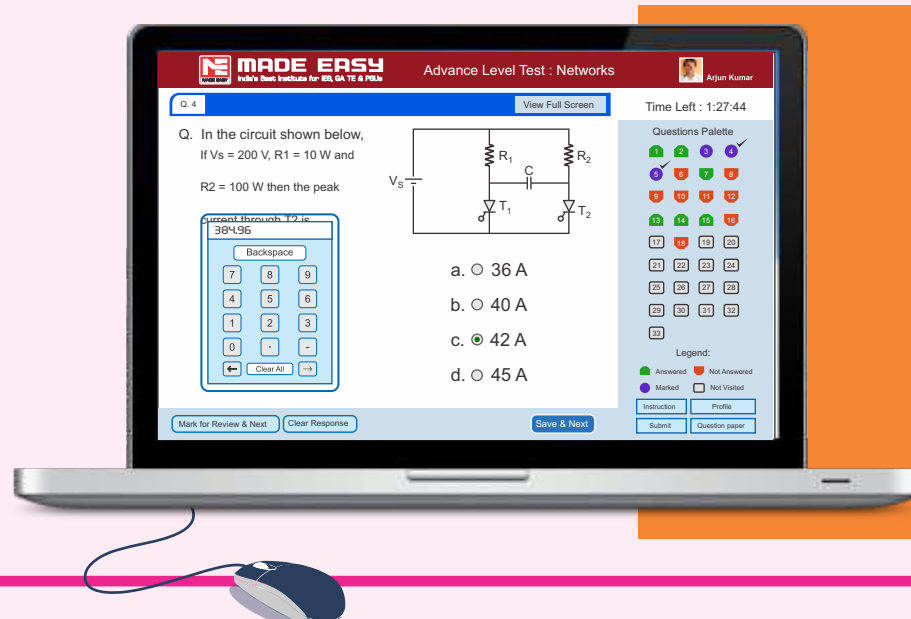 MADE EASY
India's Best Institute for IES, GATE & PSUs
MADE EASY
Advance Level Test : Networks
Arjun Kumar
Q. 4
View Full Screen
Time Left : 1:27:44
Q. In the circuit shown below,
If Vs = 200 V, R1 = 10 W and
R2 = 100 W then the peak
current through T2 is
R1
R2
C
VS
T1
T2
384.96
Backspace
7 8 9
4 5 6
1 2 3
0 · -
← Clear All →
a. 36 A
b. 40 A
c. 42 A
d. 45 A
Mark for Review & Next
Clear Response
Save & Next
Questions Palette
1 2 3 4
5 6 7 8
9 10 11 12
13 14 15 16
17 18 19 20
21 22 23 24
25 26 27 28
29 30 31 32
33
Legend:
Answered Not Answered
Marked Not Visited
Instruction Profile
Submit Question paper